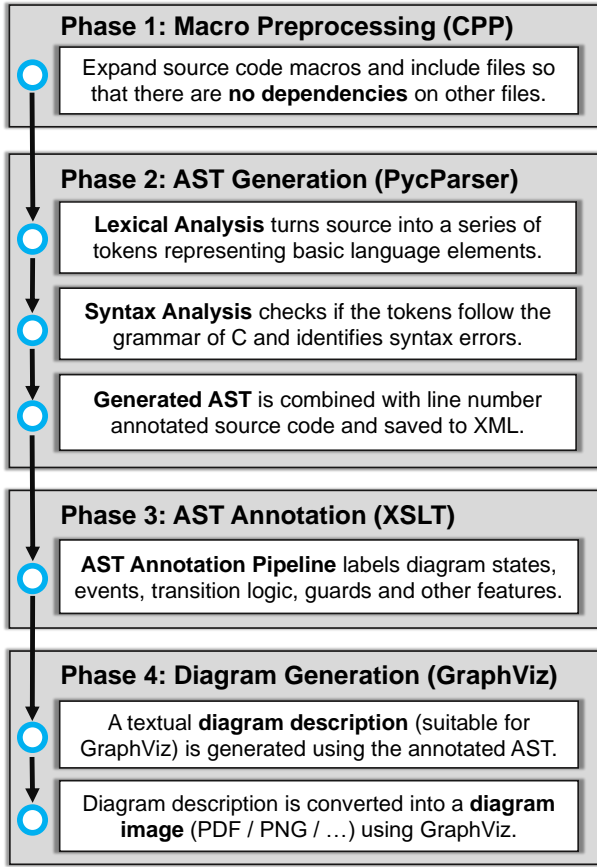 Phase 1: Macro Preprocessing (CPP)
Expand source code macros and include files so
that there are no dependencies on other files.
Phase 2: AST Generation (PycParser)
Lexical Analysis turns source into a series of
tokens representing basic language elements.
Syntax Analysis checks if the tokens follow the
grammar of C and identifies syntax errors.
Generated AST is combined with line number
annotated source code and saved to XML.
Phase 3: AST Annotation (XSLT)
AST Annotation Pipeline labels diagram states,
events, transition logic, guards and other features.
Phase 4: Diagram Generation (GraphViz)
A textual diagram description (suitable for
GraphViz) is generated using the annotated AST.
Diagram description is converted into a diagram
image (PDF / PNG / …) using GraphViz.